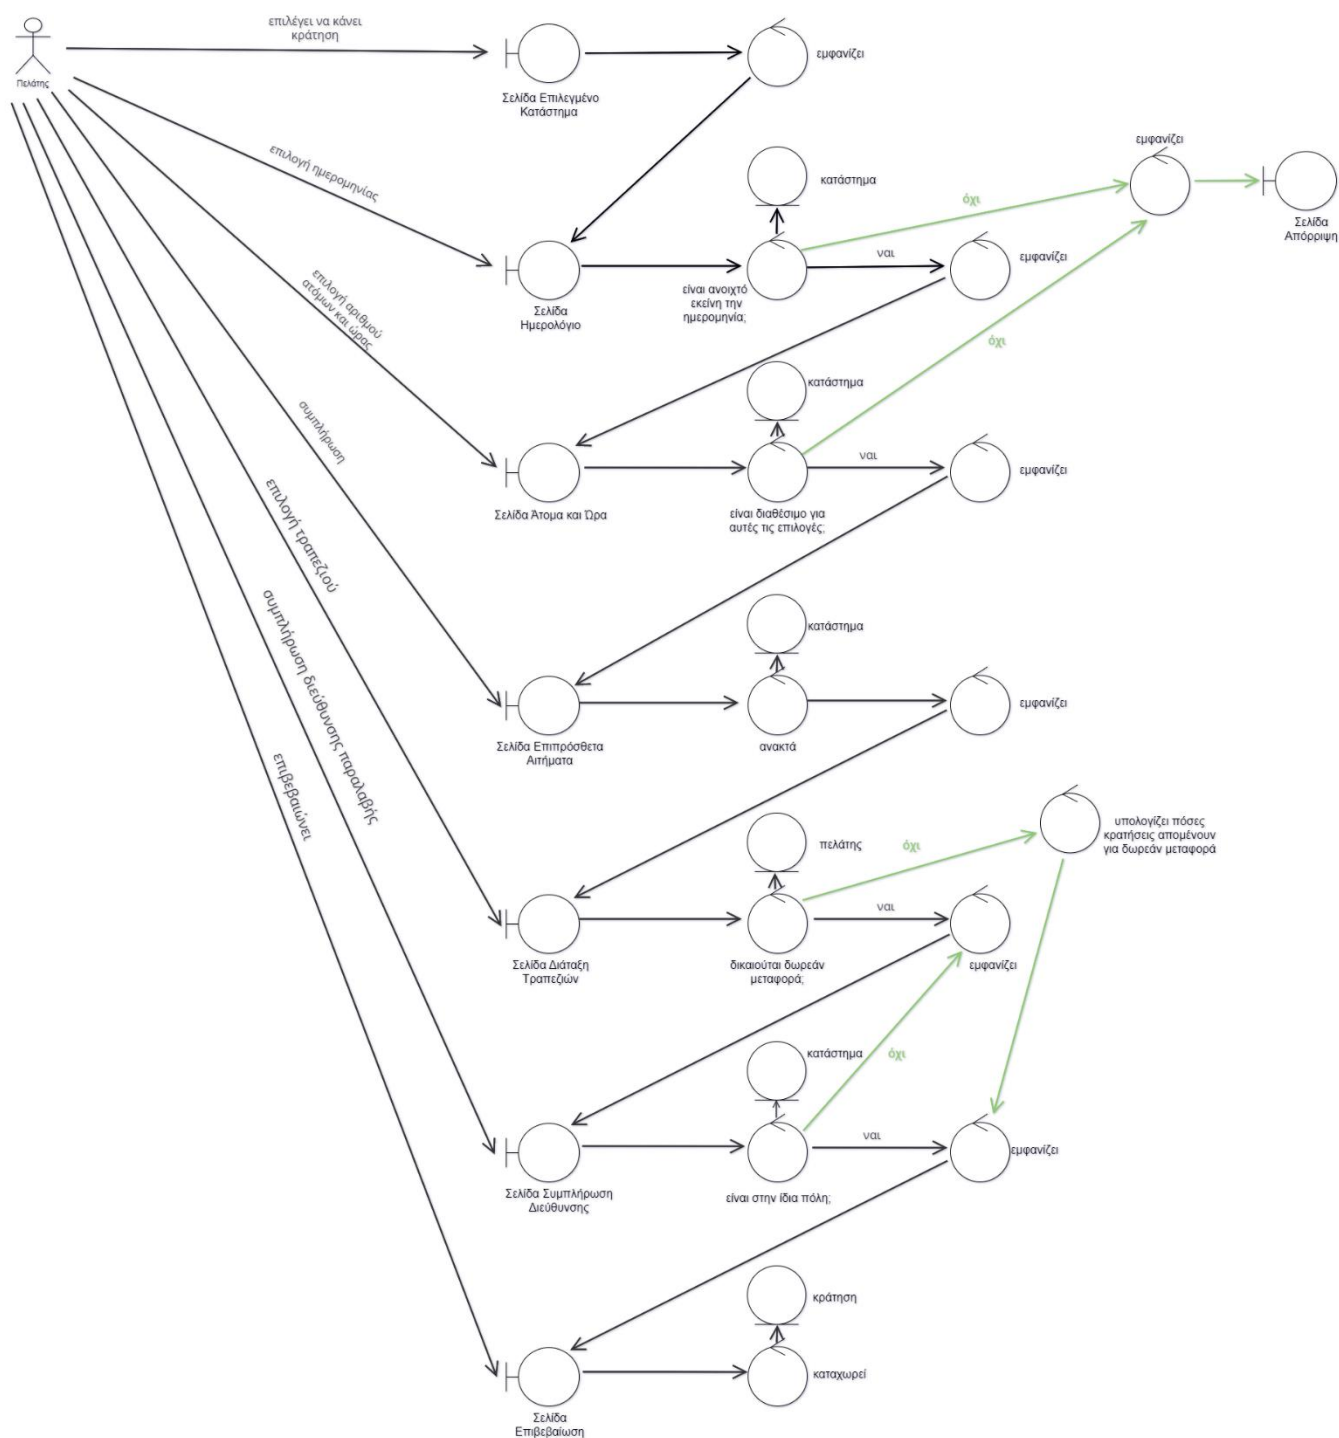 επιλέγει να κάνει
κράτηση
εμφανίζει
Πελάτης
Σελίδα Επιλεγμένο
Κατάστημα
επιλογή ημερομηνίας
κατάστημα
εμφανίζει
όχι
Σελίδα
Απόρριψη
ναι
εμφανίζει
είναι ανοιχτό
εκείνη την
ημερομηνία;
Σελίδα
Ημερολόγιο
επιλογή αριθμού
ατόμων και ώρας
όχι
κατάστημα
ναι
εμφανίζει
Σελίδα Άτομα και Ώρα
είναι διαθέσιμο για
αυτές τις επιλογές;
συμπλήρωση
κατάστημα
εμφανίζει
Σελίδα Επιπρόσθετα
Αιτήματα
ανακτά
επιλογή τραπεζιού
πελάτης
όχι
υπολογίζει πόσες
κρατήσεις απομένουν
για δωρεάν μεταφορά
ναι
Σελίδα Διάταξη
Τραπεζιών
δικαιούται δωρεάν
μεταφορά;
εμφανίζει
συμπλήρωση διεύθυνσης παραλαβής
κατάστημα
όχι
ναι
εμφανίζει
Σελίδα Συμπλήρωση
Διεύθυνσης
είναι στην ίδια πόλη;
επιβεβαιώνει
κράτηση
καταχωρεί
Σελίδα
Επιβεβαίωση